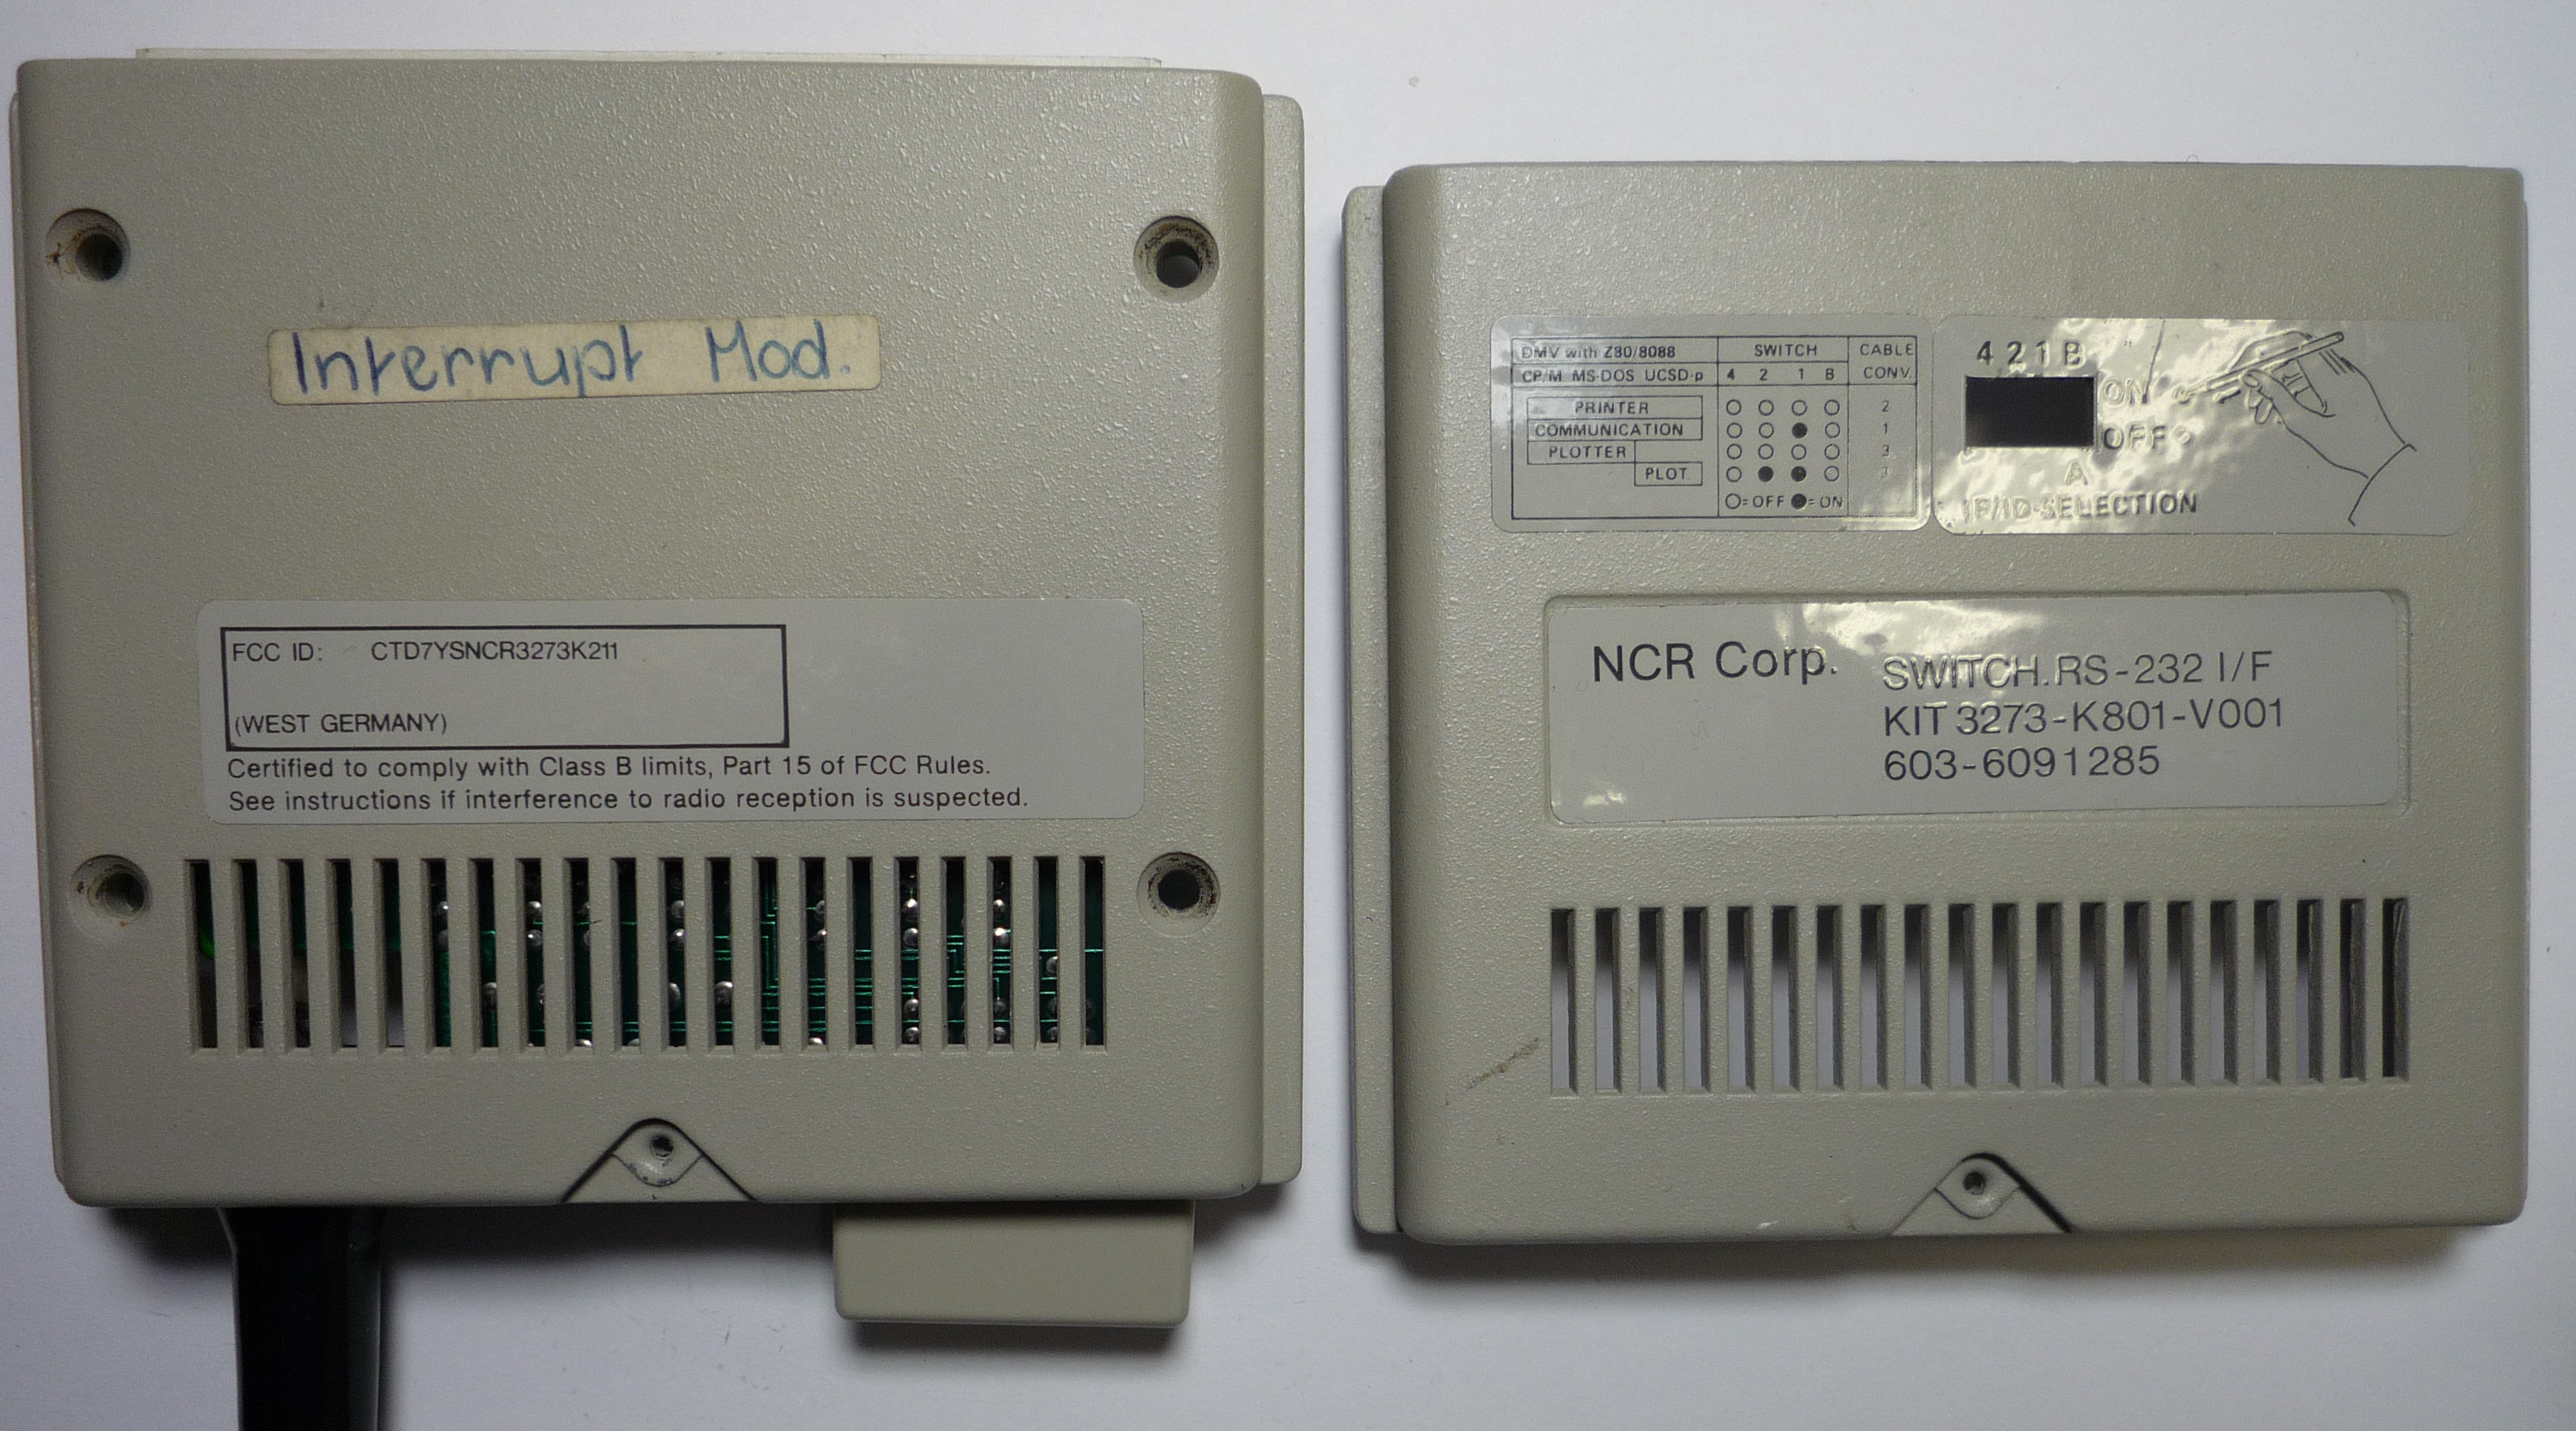 Interrupt Mod.
FCC ID: CTD7YSNCR3273K211
(WEST GERMANY)
Certified to comply with Class B limits, Part 15 of FCC Rules.
See instructions if interference to radio reception is suspected.
DMV with Z80/8088 SWITCH CABLE
CP/M MS-DOS UCSD-p 4 2 1 B CONV.
PRINTER 2
COMMUNICATION 1
PLOTTER 3
PLOT 3
O=OFF ●=ON
4 2 1 B
ON
OFF
A
IF/ID-SELECTION
NCR Corp. SWITCH.RS-232 I/F
KIT 3273-K801-V001
603-6091285